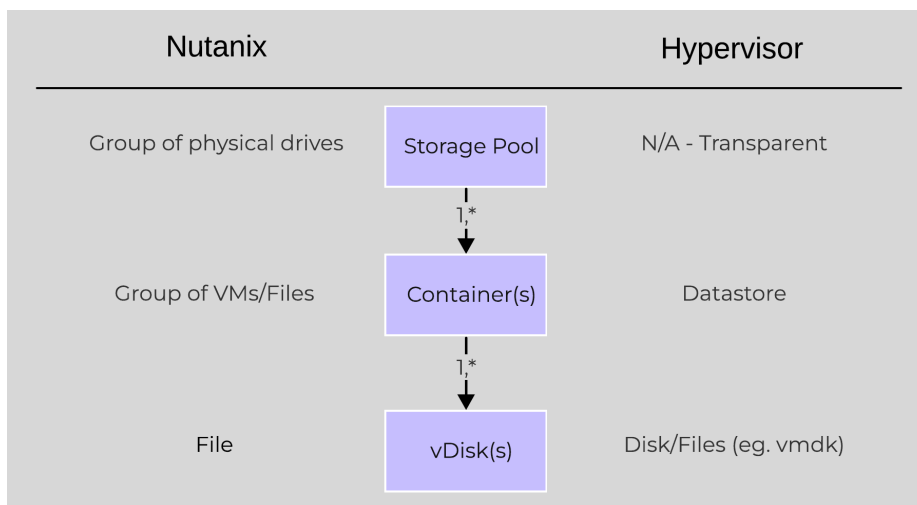 Nutanix
Hypervisor
Group of physical drives
Storage Pool
N/A - Transparent
1,*
Group of VMs/Files
Container(s)
Datastore
1,*
File
vDisk(s)
Disk/Files (eg. vmdk)